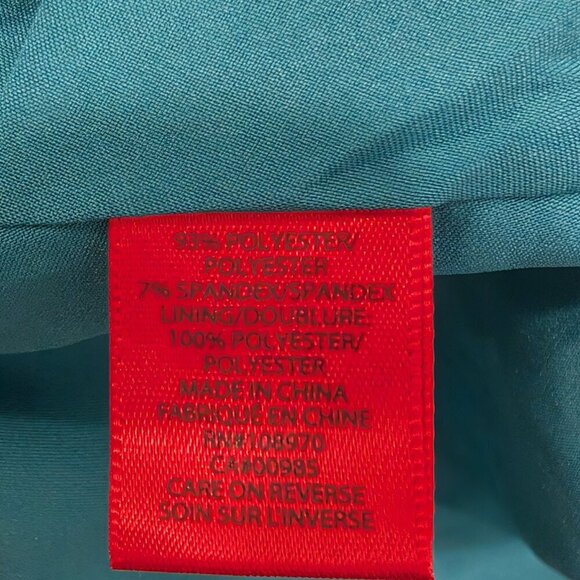 93% POLYESTER/
POLYESTER
7% SPANDEX/SPANDEX
LINING/DOUBLURE:
100% POLYESTER/
POLYESTER
MADE IN CHINA
FABRIQUÉ EN CHINE
RN#108970
CA#00985
CARE ON REVERSE
SOIN SUR L'INVERSE